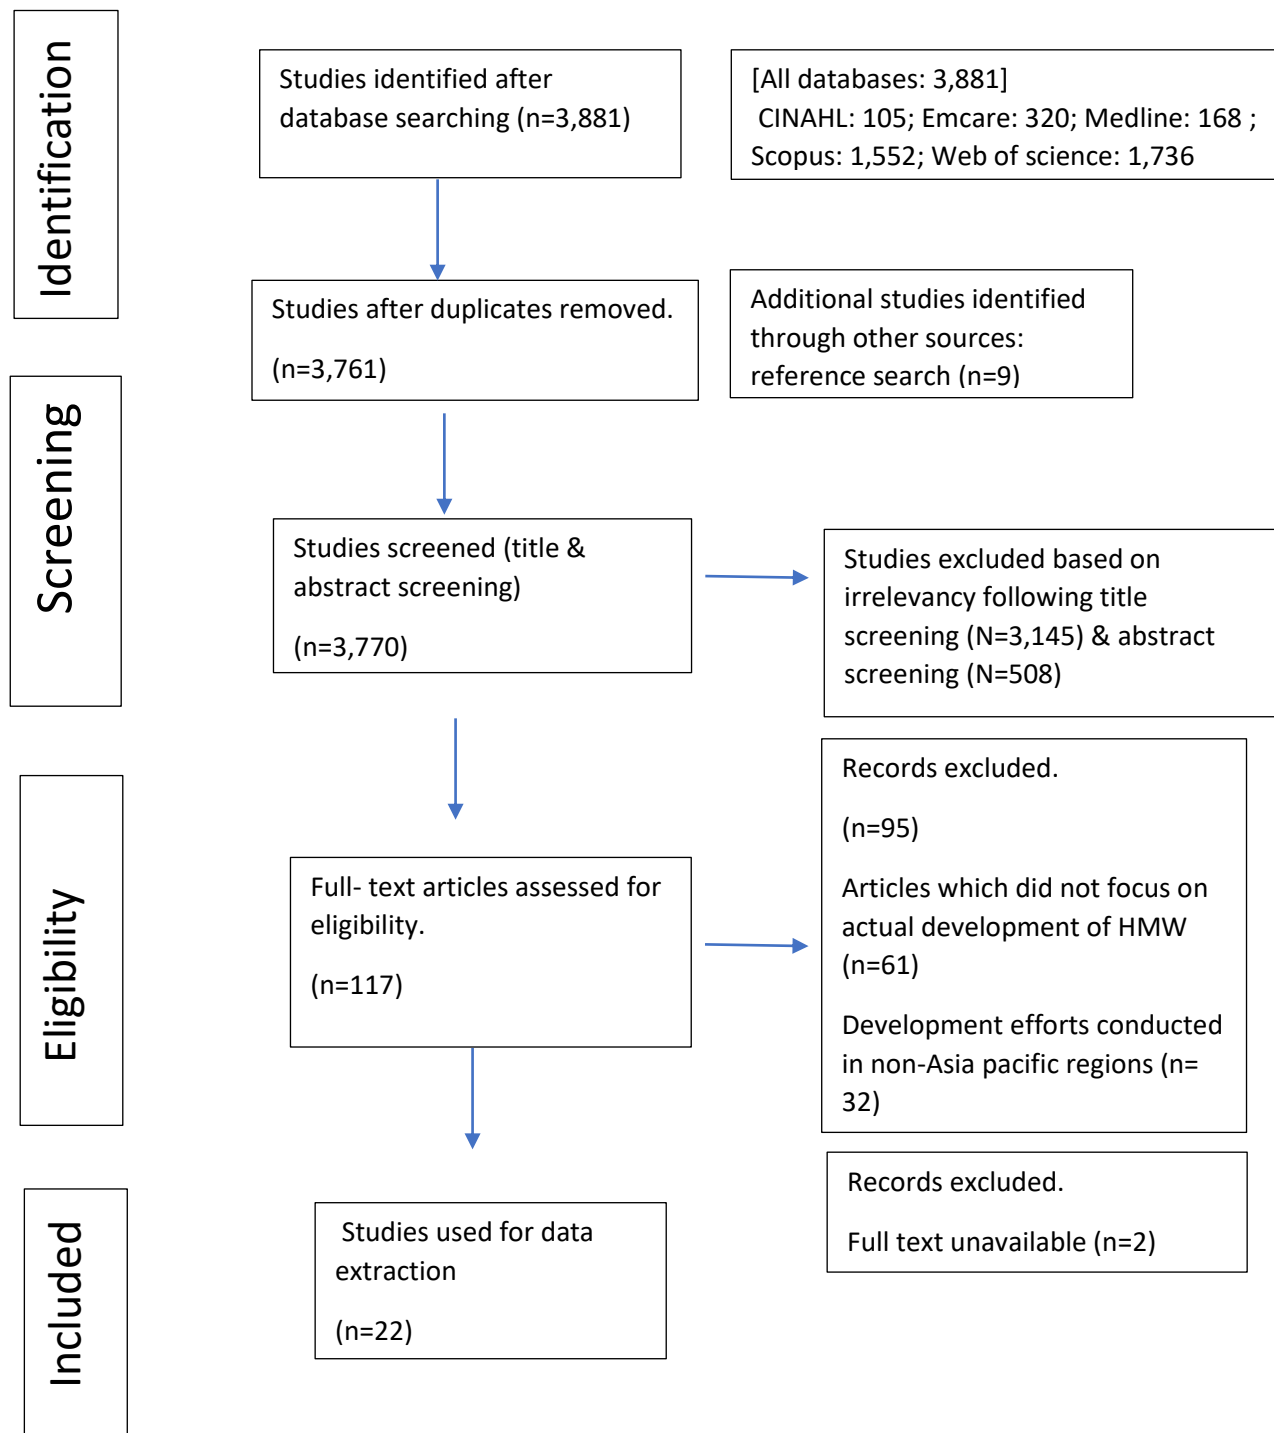 Identification
Studies identified after
database searching (n=3,881)
[All databases: 3,881]
CINAHL: 105; Emcare: 320; Medline: 168 ;
Scopus: 1,552; Web of science: 1,736
Studies after duplicates removed.
(n=3,761)
Additional studies identified
through other sources:
reference search (n=9)
Screening
Studies screened (title &
abstract screening)
(n=3,770)
Studies excluded based on
irrelevancy following title
screening (N=3,145) & abstract
screening (N=508)
Eligibility
Full- text articles assessed for
eligibility.
(n=117)
Records excluded.
(n=95)
Articles which did not focus on
actual development of HMW
(n=61)
Development efforts conducted
in non-Asia pacific regions (n=
32)
Included
Studies used for data
extraction
(n=22)
Records excluded.
Full text unavailable (n=2)